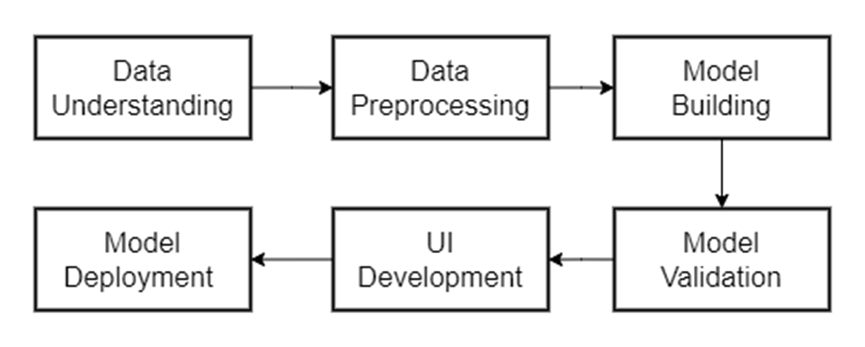 Data
Understanding
Data
Preprocessing
Model
Building
Model
Deployment
UI
Development
Model
Validation